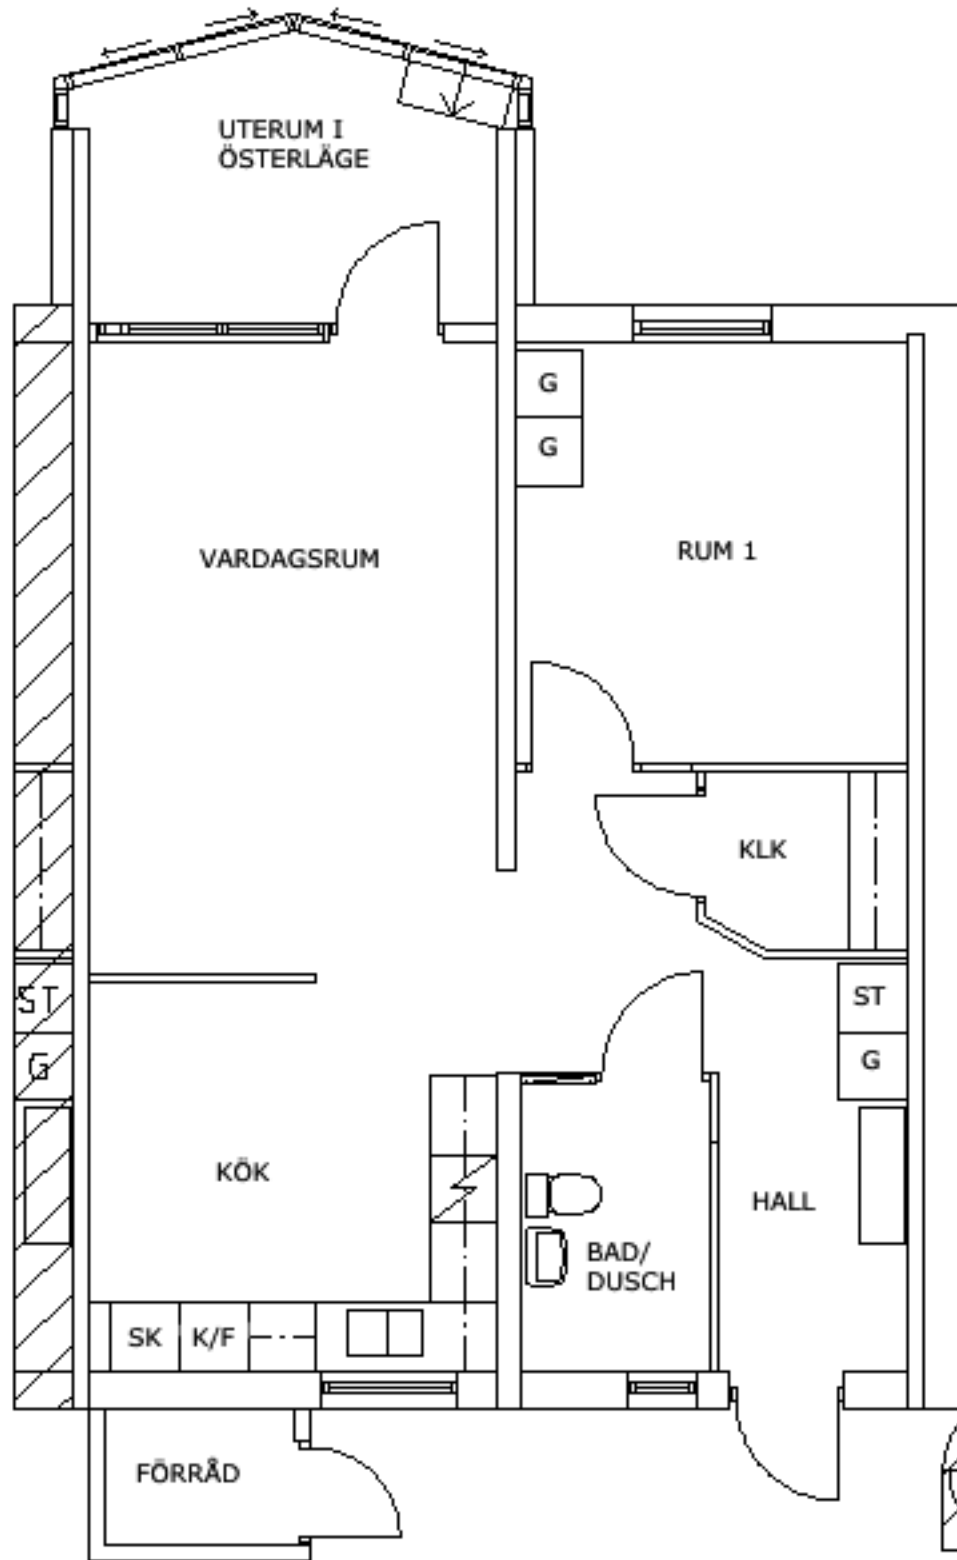 UTERUM I
ÖSTERLÄGE
G
G
VARDAGSRUM
RUM 1
KLK
ST
ST
G
G
KÖK
HALL
BAD/
DUSCH
SK
K/F
FÖRRÅD